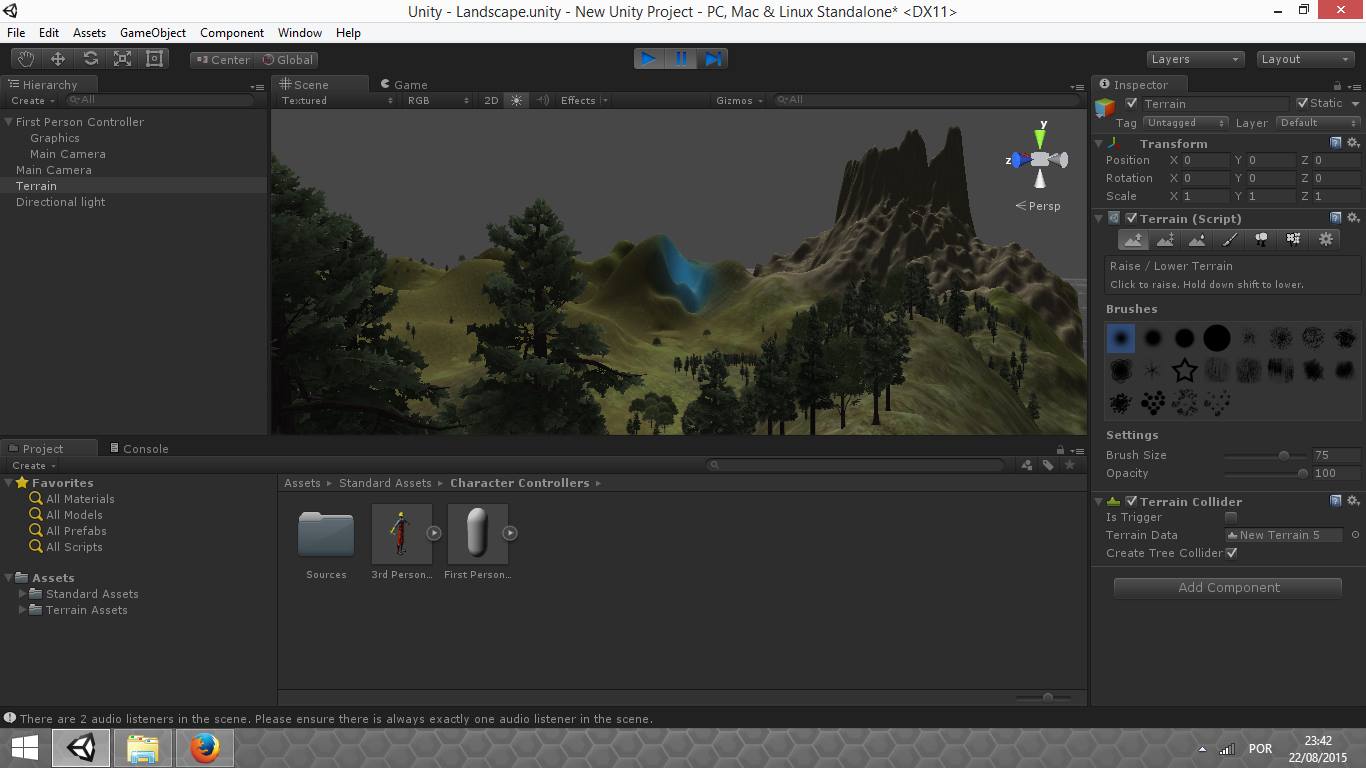 Unity - Landscape.unity - New Unity Project - PC, Mac & Linux Standalone* <DX11>
File Edit Assets GameObject Component Window Help
Center Global Layers Layout
Hierarchy
Create All
First Person Controller
Graphics
Main Camera
Main Camera
Terrain
Directional light
Scene Game
Textured RGB 2D Effects Gizmos All
y
z
Persp
Inspector
Terrain Static
Tag Untagged Layer Default
Transform
Position X 0 Y 0 Z 0
Rotation X 0 Y 0 Z 0
Scale X 1 Y 1 Z 1
Terrain (Script)
Raise / Lower Terrain
Click to raise. Hold down shift to lower.
Brushes
Settings
Brush Size 75
Opacity 100
Terrain Collider
Is Trigger
Terrain Data New Terrain 5
Create Tree Collider
Add Component
Project Console
Create
Favorites
All Materials
All Models
All Prefabs
All Scripts
Assets
Standard Assets
Terrain Assets
Assets Standard Assets Character Controllers
Sources 3rd Person... First Person...
There are 2 audio listeners in the scene. Please ensure there is always exactly one audio listener in the scene.
POR
23:42
22/08/2015